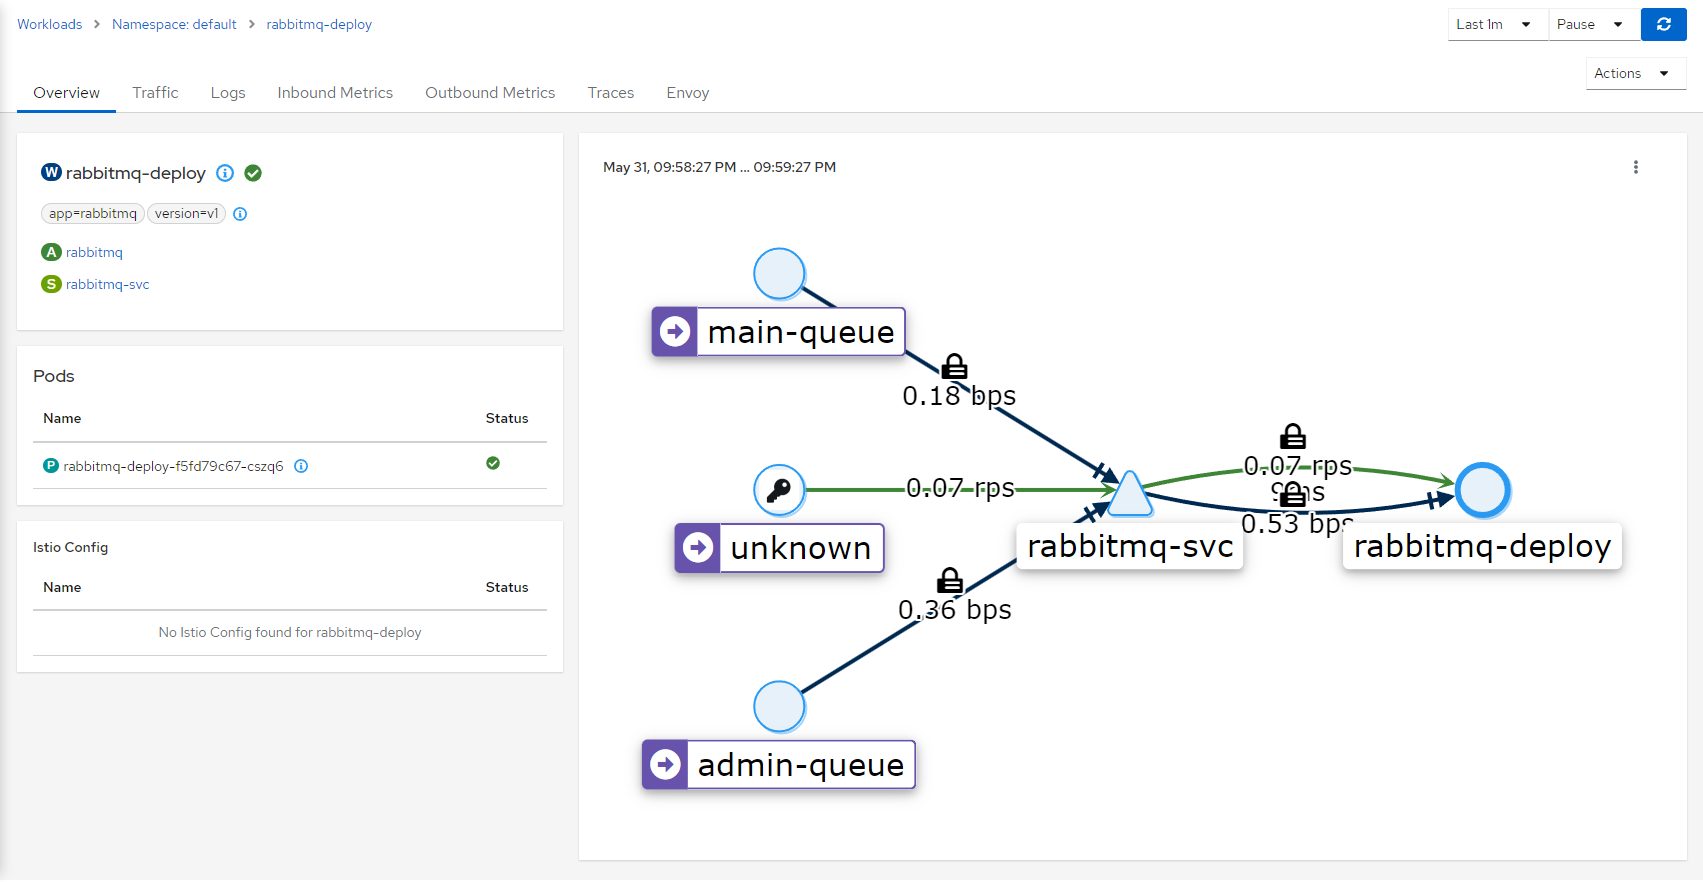 Workloads > Namespace: default > rabbitmq-deploy
Last 1m
Pause
Actions
Overview Traffic Logs Inbound Metrics Outbound Metrics Traces Envoy
W rabbitmq-deploy
app=rabbitmq version=v1
A rabbitmq
S rabbitmq-svc
Pods
Name Status
P rabbitmq-deploy-f5fd79c67-cszq6
Istio Config
Name Status
No Istio Config found for rabbitmq-deploy
May 31, 09:58:27 PM ... 09:59:27 PM
main-queue
0.18 bps
0.07 rps
0.07 rps
0.53 bps
unknown
rabbitmq-svc
rabbitmq-deploy
0.36 bps
admin-queue